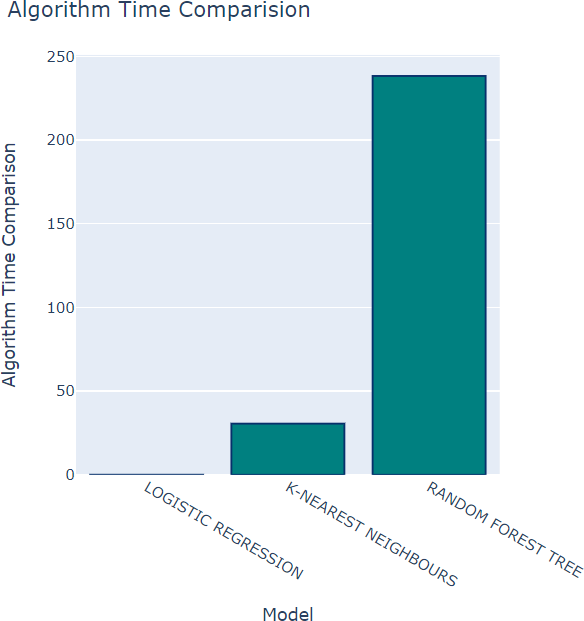 Algorithm Time Comparision
Algorithm Time Comparison
250
200
150
100
50
0
LOGISTIC REGRESSION
K-NEAREST NEIGHBOURS
RANDOM FOREST TREE
Model